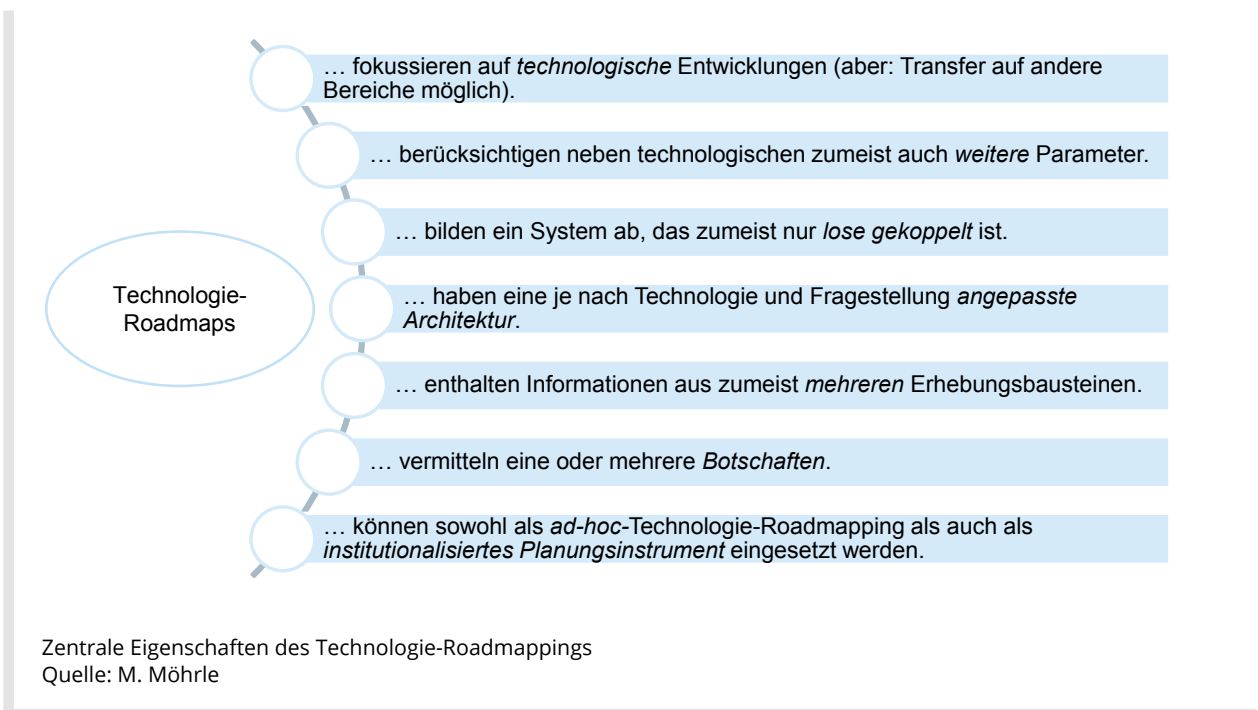 … fokussieren auf technologische Entwicklungen (aber: Transfer auf andere
Bereiche möglich).
… berücksichtigen neben technologischen zumeist auch weitere Parameter.
… bilden ein System ab, das zumeist nur lose gekoppelt ist.
Technologie-
Roadmaps
… haben eine je nach Technologie und Fragestellung angepasste
Architektur.
… enthalten Informationen aus zumeist mehreren Erhebungsbausteinen.
… vermitteln eine oder mehrere Botschaften.
… können sowohl als ad-hoc-Technologie-Roadmapping als auch als
institutionalisiertes Planungsinstrument eingesetzt werden.
Zentrale Eigenschaften des Technologie-Roadmappings
Quelle: M. Möhrle